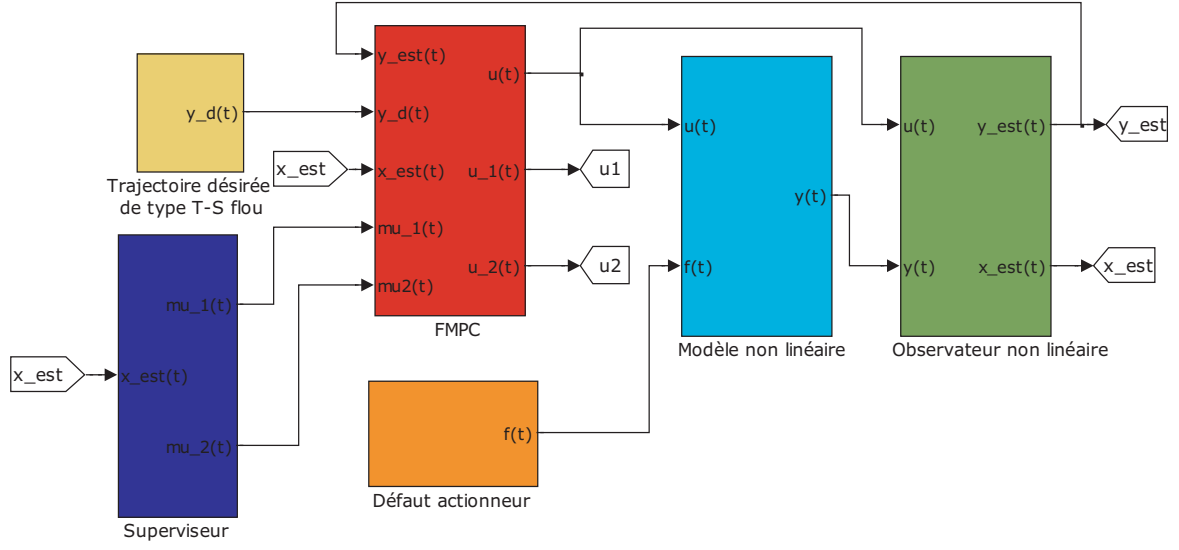 y_d(t)
Trajectoire désirée
de type T-S flou
x_est
y_est(t)
y_d(t)
x_est(t)
mu_1(t)
mu2(t)
u(t)
u_1(t)
u_2(t)
FMPC
u1
u2
u(t)
f(t)
y(t)
Modèle non linéaire
u(t)
y(t)
y_est(t)
x_est(t)
Observateur non linéaire
y_est
x_est
x_est
x_est(t)
mu_1(t)
mu_2(t)
Superviseur
f(t)
Défaut actionneur